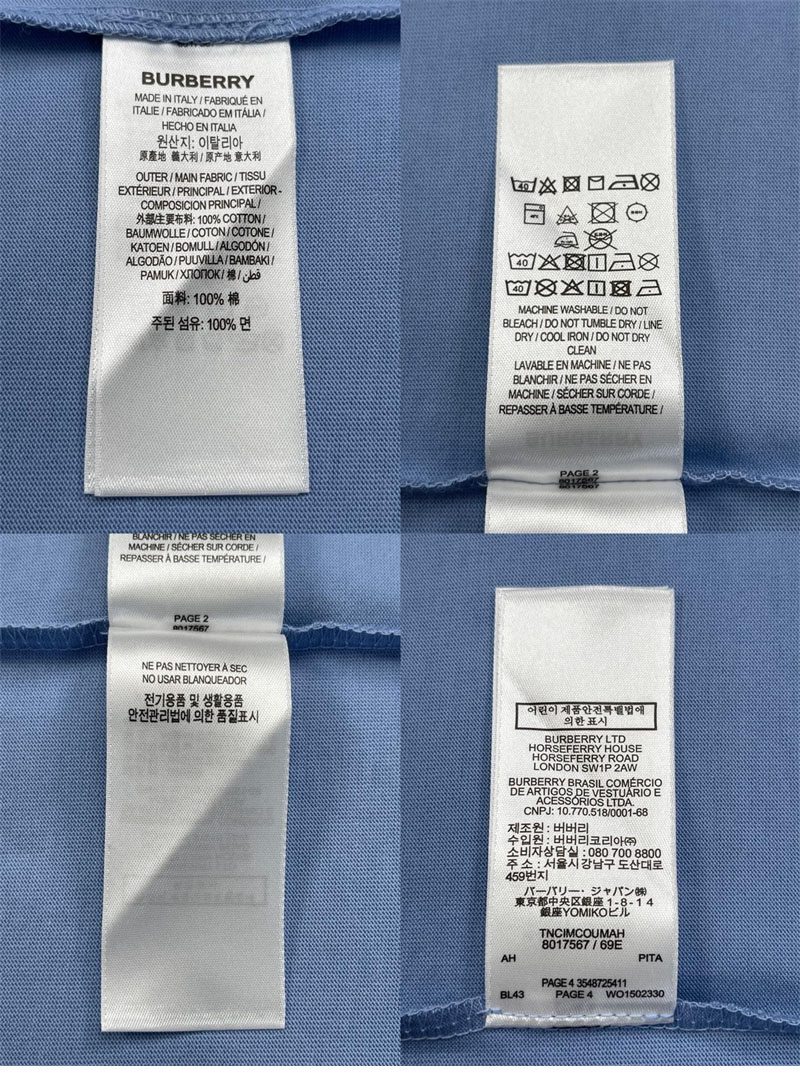 BURBERRY
MADE IN ITALY / FABRIQUÉ EN
ITALIE / FABRICADO EM ITÁLIA /
HECHO EN ITALIA
원산지: 이탈리아
原產地 義大利 / 原产地 意大利
OUTER / MAIN FABRIC / TISSU
EXTÉRIEUR / PRINCIPAL / EXTERIOR-
COMPOSICIÓN PRINCIPAL /
外部主要布料: 100% COTTON /
BAUMWOLLE / COTON / COTONE /
KATOEN / BOMULL / ALGODÓN /
ALGODÃO / PUUVILLA / BAMBAKI /
PAMUK / ХЛОПОК / 棉 / قطن /
面料: 100% 棉
주된 섬유: 100% 면
40
40
40
MACHINE WASHABLE / DO NOT
BLEACH / DO NOT TUMBLE DRY / LINE
DRY / COOL IRON / DO NOT DRY
CLEAN
LAVABLE EN MACHINE / NE PAS
BLANCHIR / NE PAS SÉCHER EN
MACHINE / SÉCHER SUR CORDE /
REPASSER À BASSE TEMPÉRATURE /
PAGE 2
8017567
BLANCHIR / NE PAS SÉCHER EN
MACHINE / SÉCHER SUR CORDE /
REPASSER À BASSE TEMPÉRATURE /
PAGE 2
8017567
NE PAS NETTOYER À SEC
NO USAR BLANQUEADOR
전기용품 및 생활용품
안전관리법에 의한 품질표시
어린이 제품안전특별법에
의한 표시
BURBERRY LTD
HORSEFERRY HOUSE
HORSEFERRY ROAD
LONDON SW1P 2AW
BURBERRY BRASIL COMÉRCIO
DE ARTIGOS DE VESTUÁRIO E
ACESSÓRIOS LTDA.
CNPJ: 10.770.518/0001-68
제조원 : 버버리
수입원 : 버버리코리아㈜
소비자상담실 : 080 700 8800
주 소 : 서울시 강남구 도산대로
459번지
バーバリー・ジャパン㈱
東京都中央区銀座 1-8-14
銀座YOMIKOビル
TNCIMCOUMAH
8017567 / 69E
AH PITA
PAGE 4 3548725411
BL43 PAGE 4 WO1502330